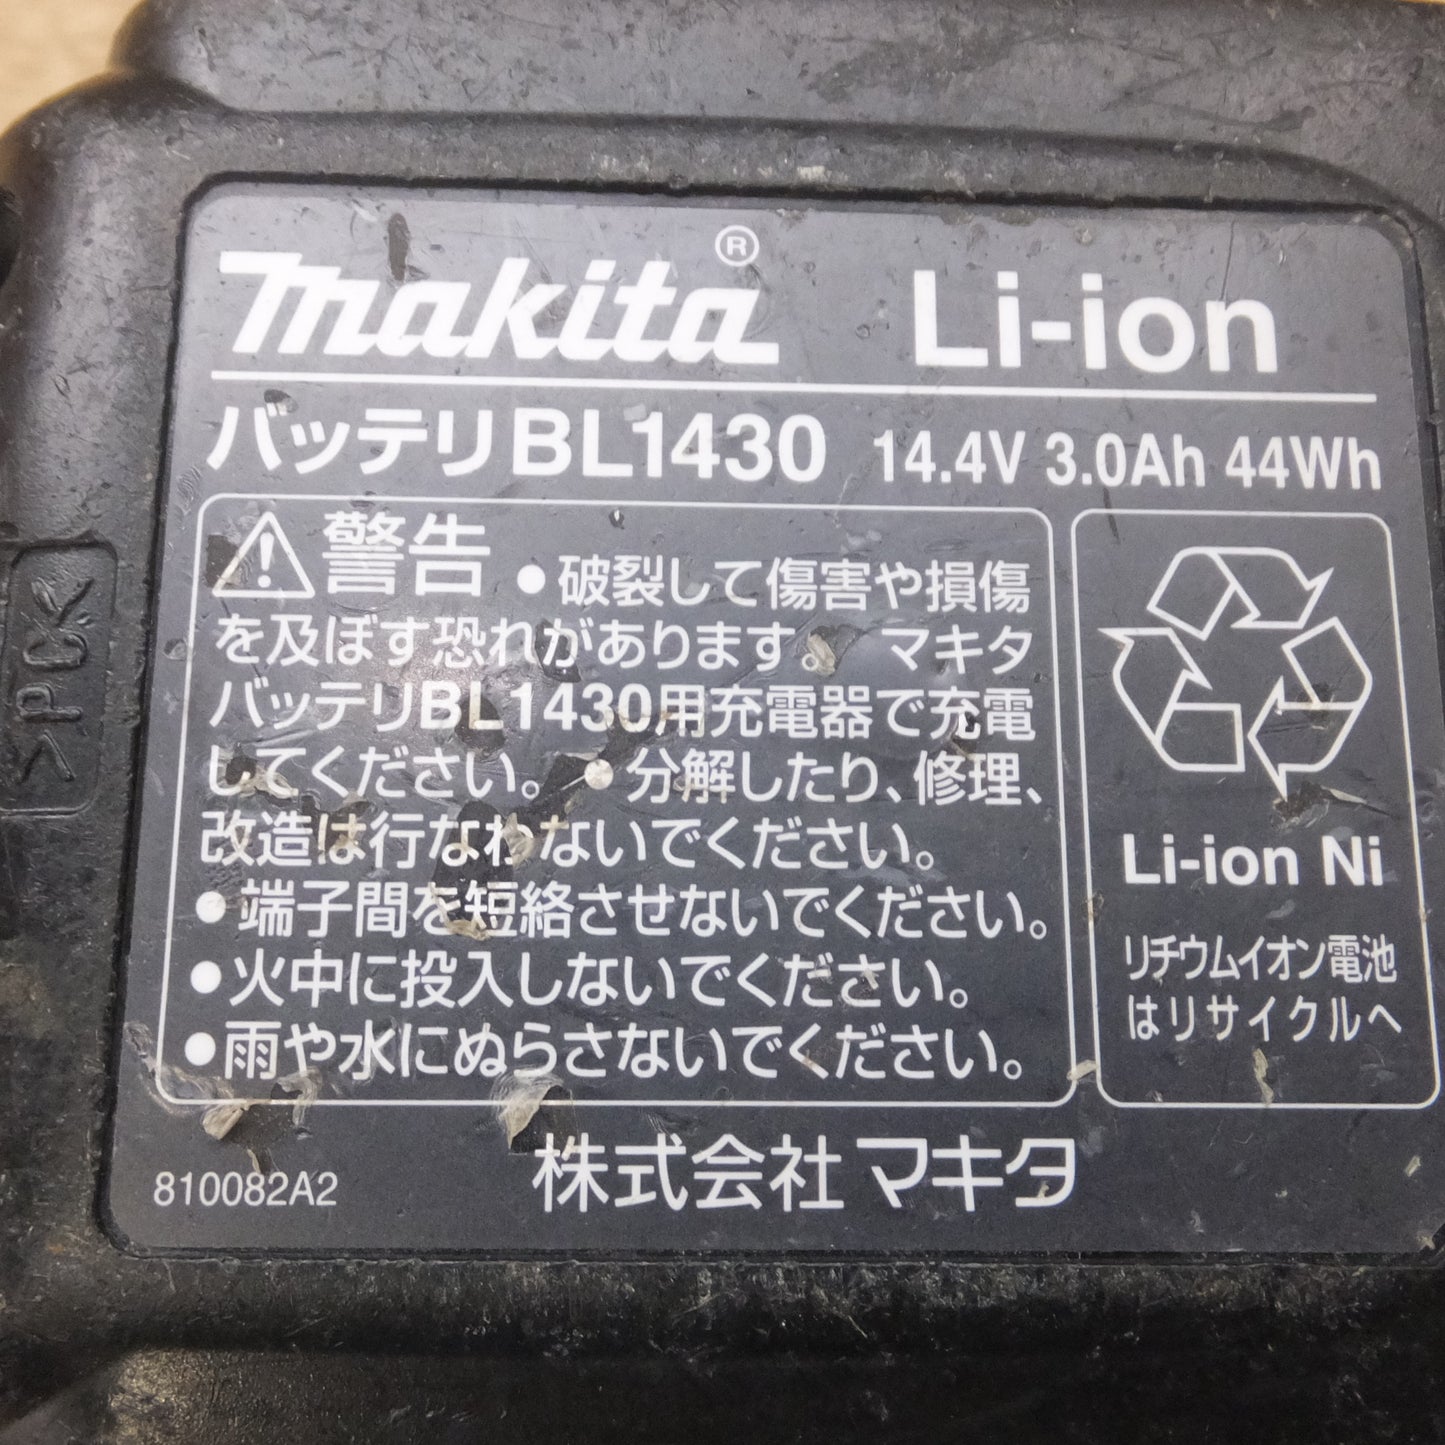 makita® Li-ion
バッテリBL1430 14.4V 3.0Ah 44Wh
警告 ●破裂して傷害や損傷
を及ぼす恐れがあります。 マキタ
バッテリBL1430用充電器で充電
してください。 ●分解したり、修理、
改造は行なわないでください。
●端子間を短絡させないでください。
●火中に投入しないでください。
●雨や水にぬらさないでください。
Li-ion Ni
リチウムイオン電池
はリサイクルへ
810082A2
株式会社マキタ
>PC<